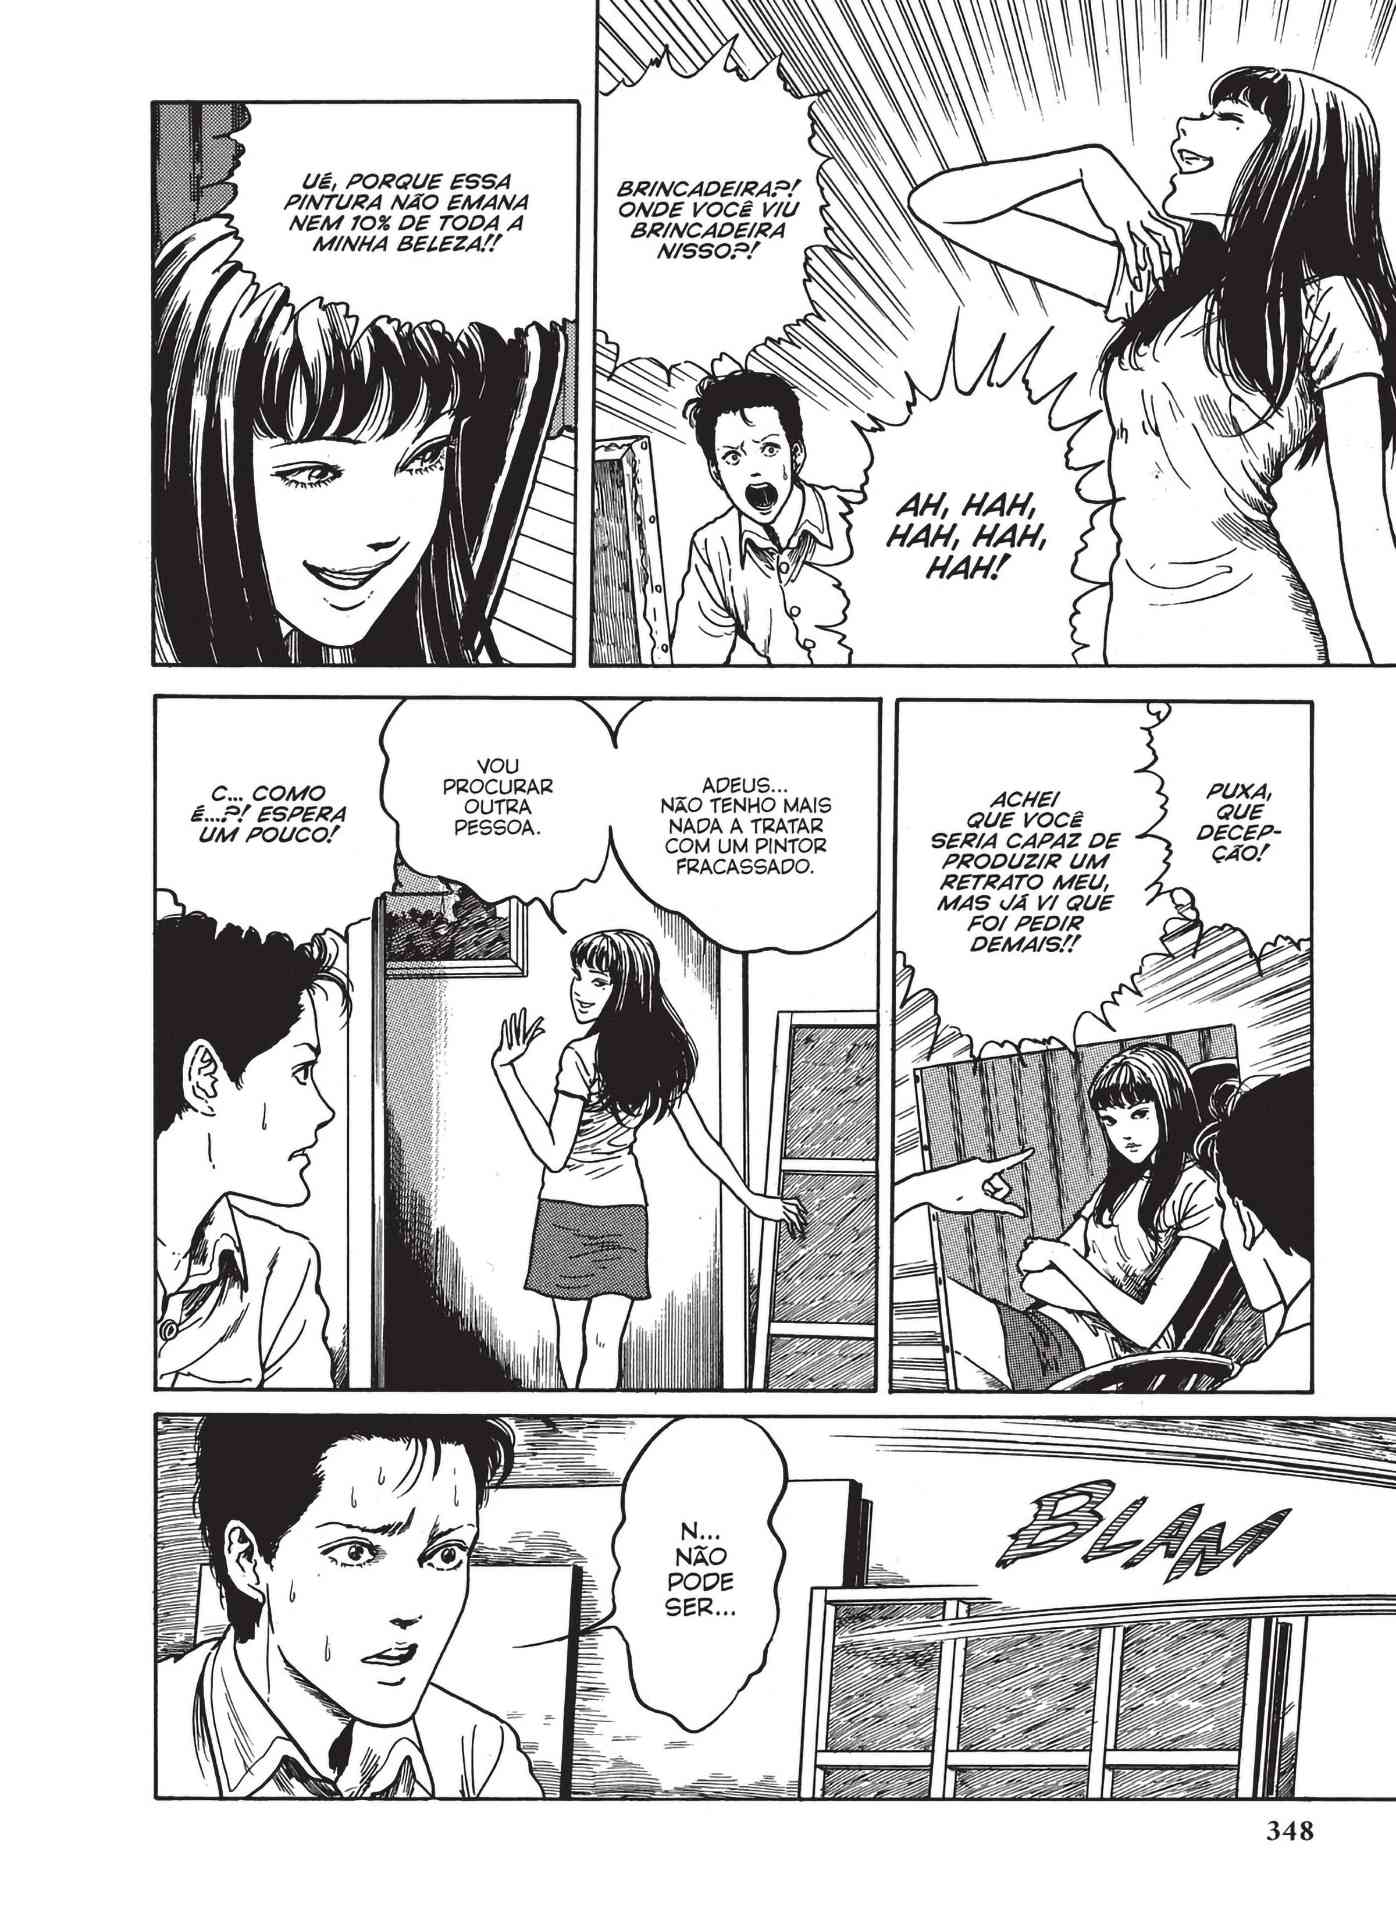 AH, HAH,
HAH, HAH,
HAH!
BRINCADEIRA?!
ONDE VOCÊ VIU
BRINCADEIRA
NISSO?!
UÉ, PORQUE ESSA
PINTURA NÃO EMANA
NEM 10% DE TODA A
MINHA BELEZA!!
PUXA,
QUE
DECEP-
ÇÃO!
ACHEI
QUE VOCÊ
SERIA CAPAZ DE
PRODUZIR UM
RETRATO MEU,
MAS JÁ VI QUE
FOI PEDIR
DEMAIS!!
ADEUS...
NÃO TENHO MAIS
NADA A TRATAR
COM UM PINTOR
FRACASSADO.
VOU
PROCURAR
OUTRA
PESSOA.
C... COMO
É...?! ESPERA
UM POUCO!
BLAN
N...
NÃO
PODE
SER...
348